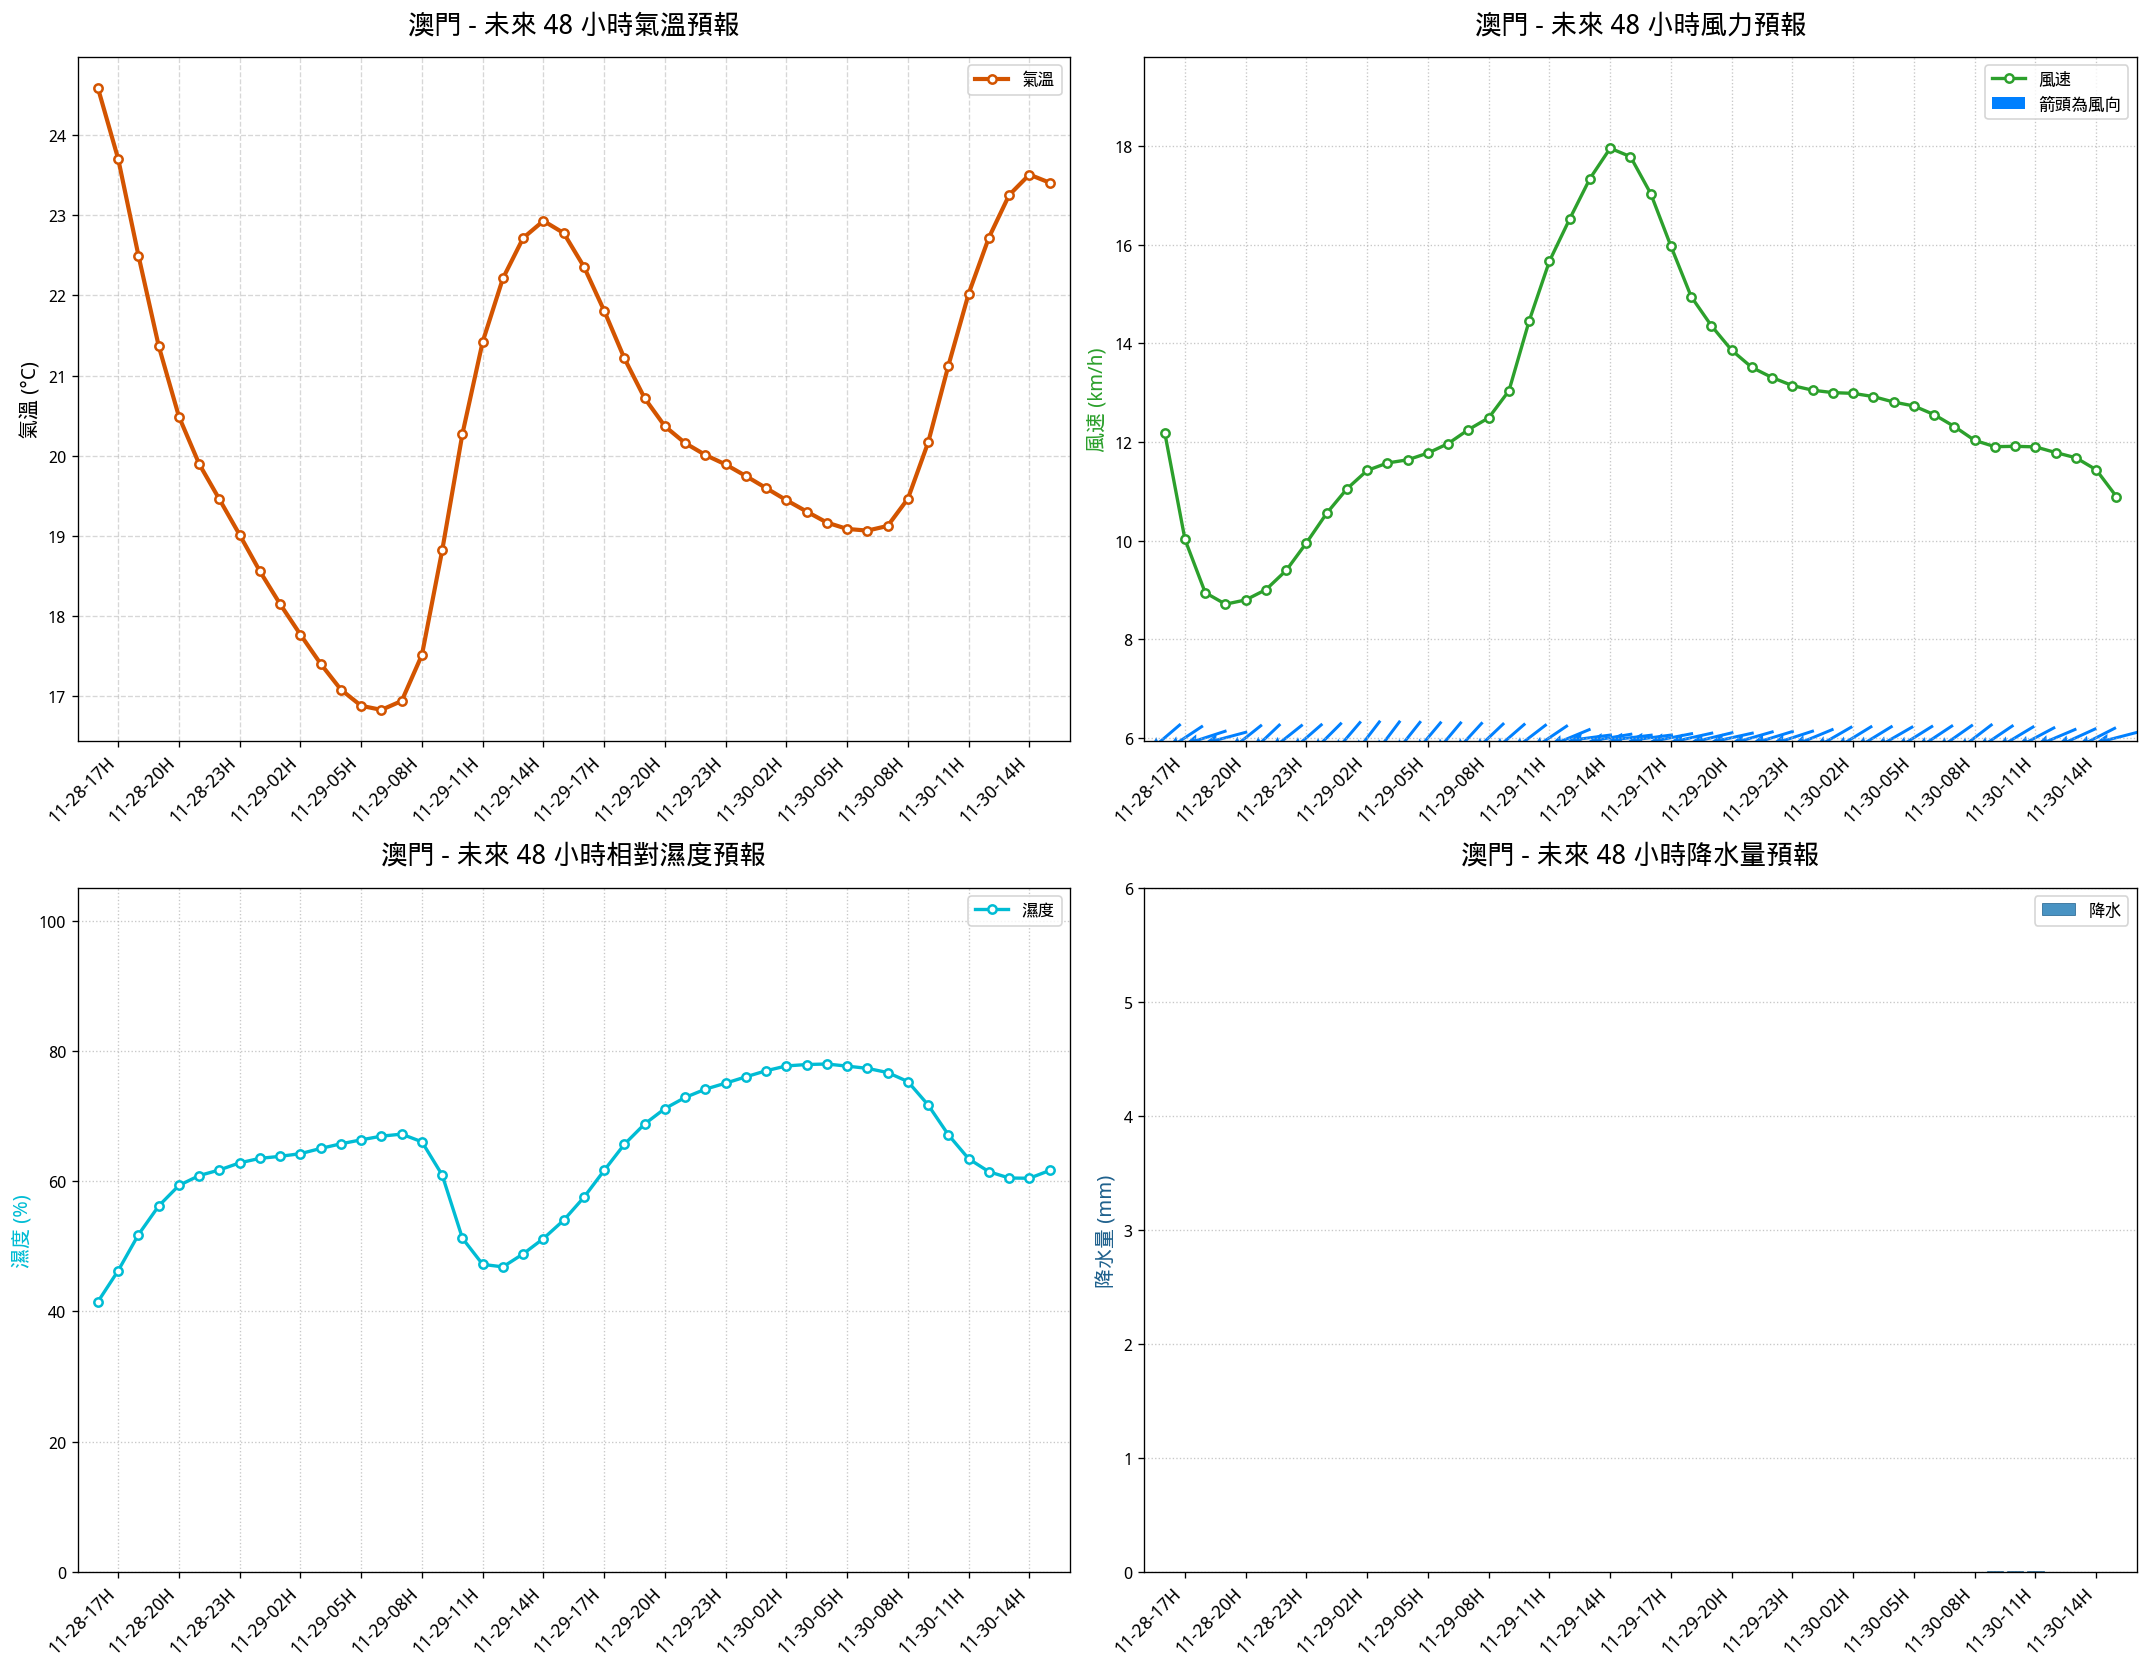 澳門 - 未來 48 小時氣溫預報
氣溫
氣溫 (°C)
24
23
22
21
20
19
18
17
11-28-17H
11-28-20H
11-28-23H
11-29-02H
11-29-05H
11-29-08H
11-29-11H
11-29-14H
11-29-17H
11-29-20H
11-29-23H
11-30-02H
11-30-05H
11-30-08H
11-30-11H
11-30-14H
澳門 - 未來 48 小時風力預報
風速
箭頭為風向
風速 (km/h)
18
16
14
12
10
8
6
11-28-17H
11-28-20H
11-28-23H
11-29-02H
11-29-05H
11-29-08H
11-29-11H
11-29-14H
11-29-17H
11-29-20H
11-29-23H
11-30-02H
11-30-05H
11-30-08H
11-30-11H
11-30-14H
澳門 - 未來 48 小時相對濕度預報
濕度
濕度 (%)
100
80
60
40
20
0
11-28-17H
11-28-20H
11-28-23H
11-29-02H
11-29-05H
11-29-08H
11-29-11H
11-29-14H
11-29-17H
11-29-20H
11-29-23H
11-30-02H
11-30-05H
11-30-08H
11-30-11H
11-30-14H
澳門 - 未來 48 小時降水量預報
降水
降水量 (mm)
6
5
4
3
2
1
0
11-28-17H
11-28-20H
11-28-23H
11-29-02H
11-29-05H
11-29-08H
11-29-11H
11-29-14H
11-29-17H
11-29-20H
11-29-23H
11-30-02H
11-30-05H
11-30-08H
11-30-11H
11-30-14H